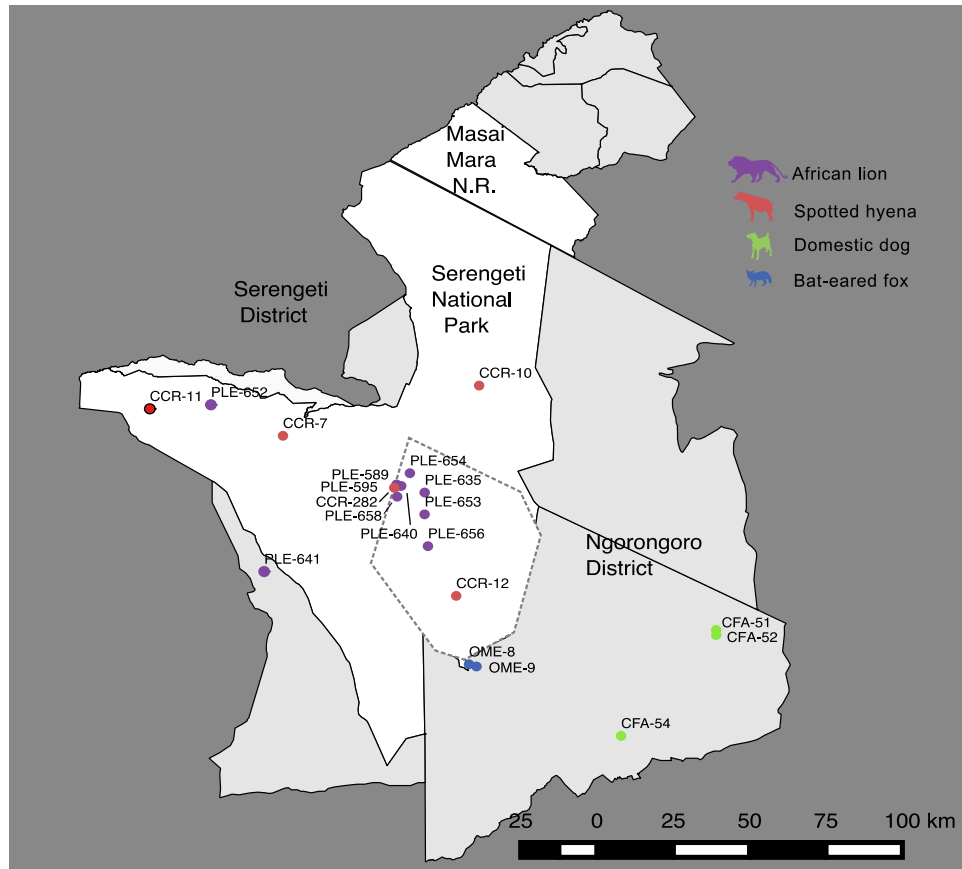 Masai
Mara
N.R.
African lion
Spotted hyena
Domestic dog
Bat-eared fox
Serengeti
National
Park
Serengeti
District
CCR-10
CCR-11
PLE-652
CCR-7
PLE-654
PLE-589
PLE-595
PLE-635
CCR-282
PLE-653
PLE-658
PLE-640
PLE-656
Ngorongoro
District
PLE-641
CCR-12
CFA-51
CFA-52
OME-8
OME-9
CFA-54
25 0 25 50 75 100 km